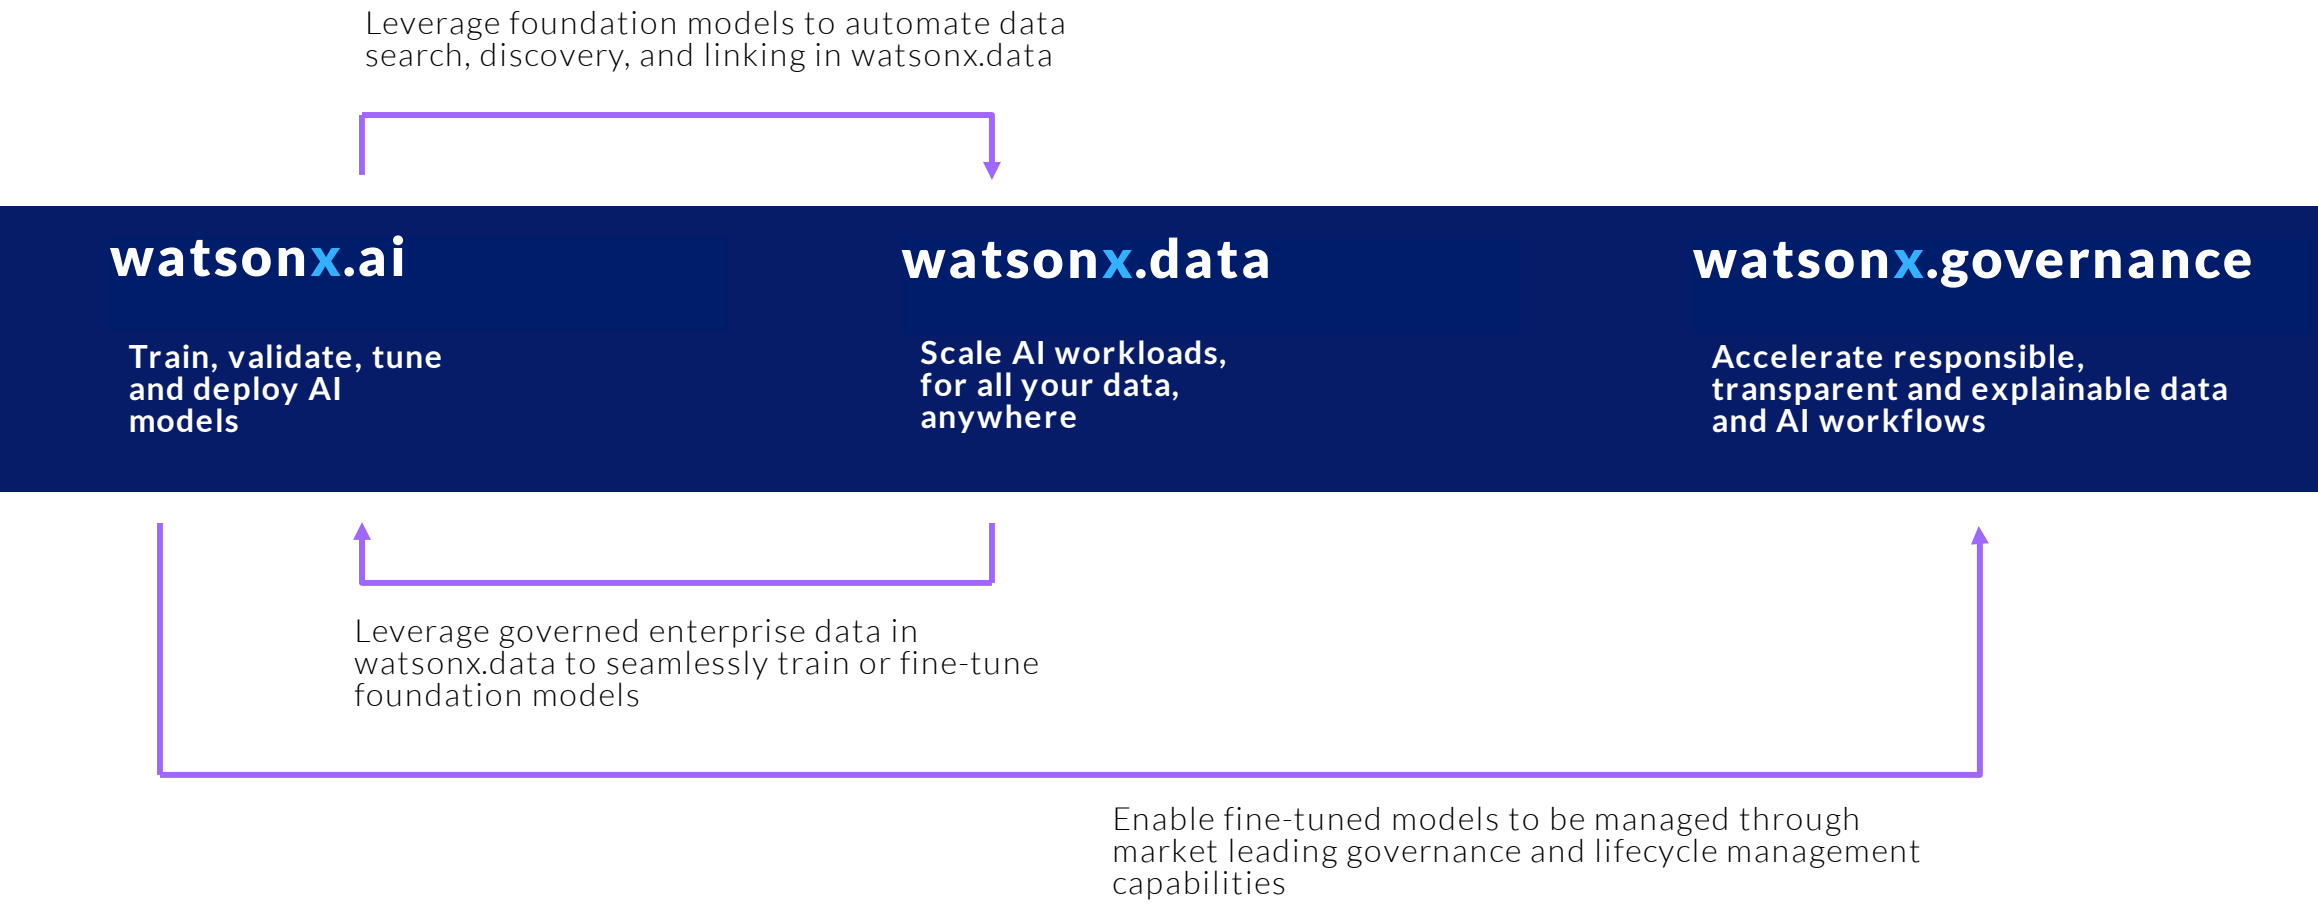 Leverage foundation models to automate data
search, discovery, and linking in watsonx.data
watsonx.ai
Train, validate, tune
and deploy AI
models
watsonx.data
Scale AI workloads,
for all your data,
anywhere
watsonx.governance
Accelerate responsible,
transparent and explainable data
and AI workflows
Leverage governed enterprise data in
watsonx.data to seamlessly train or fine-tune
foundation models
Enable fine-tuned models to be managed through
market leading governance and lifecycle management
capabilities